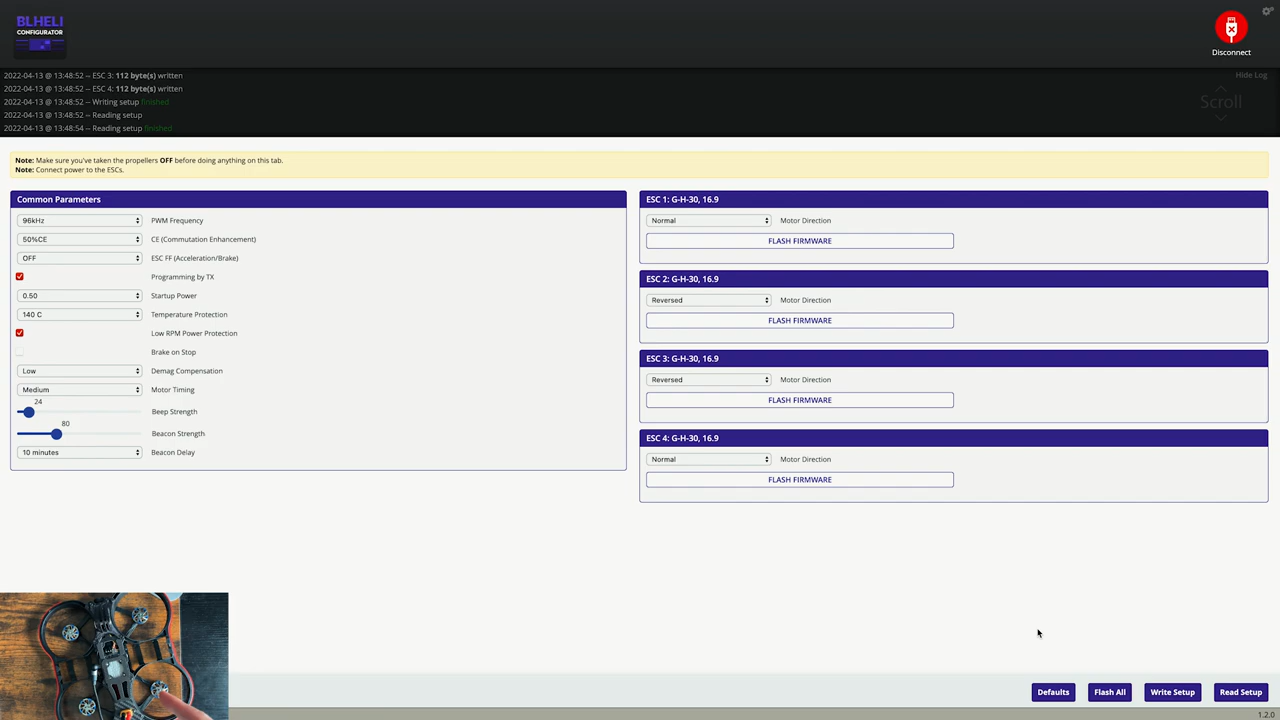 BLHELI
CONFIGURATOR
Disconnect
2022-04-13 @ 13:48:52 -- ESC 3: 112 byte(s) written
Hide Log
2022-04-13 @ 13:48:52 -- ESC 4: 112 byte(s) written
2022-04-13 @ 13:48:52 -- Writing setup finished
Scroll
2022-04-13 @ 13:48:52 -- Reading setup
2022-04-13 @ 13:48:54 -- Reading setup finished
Note: Make sure you've taken the propellers OFF before doing anything on this tab.
Note: Connect power to the ESCs.
Common Parameters
96kHz PWM Frequency
50%CE CE (Commutation Enhancement)
OFF ESC FF (Acceleration/Brake)
Programming by TX
0.50 Startup Power
140 C Temperature Protection
Low RPM Power Protection
Brake on Stop
Low Demag Compensation
Medium Motor Timing
24
Beep Strength
80
Beacon Strength
10 minutes Beacon Delay
ESC 1: G-H-30, 16.9
Normal Motor Direction
FLASH FIRMWARE
ESC 2: G-H-30, 16.9
Reversed Motor Direction
FLASH FIRMWARE
ESC 3: G-H-30, 16.9
Reversed Motor Direction
FLASH FIRMWARE
ESC 4: G-H-30, 16.9
Normal Motor Direction
FLASH FIRMWARE
Defaults Flash All Write Setup Read Setup
1.2.0